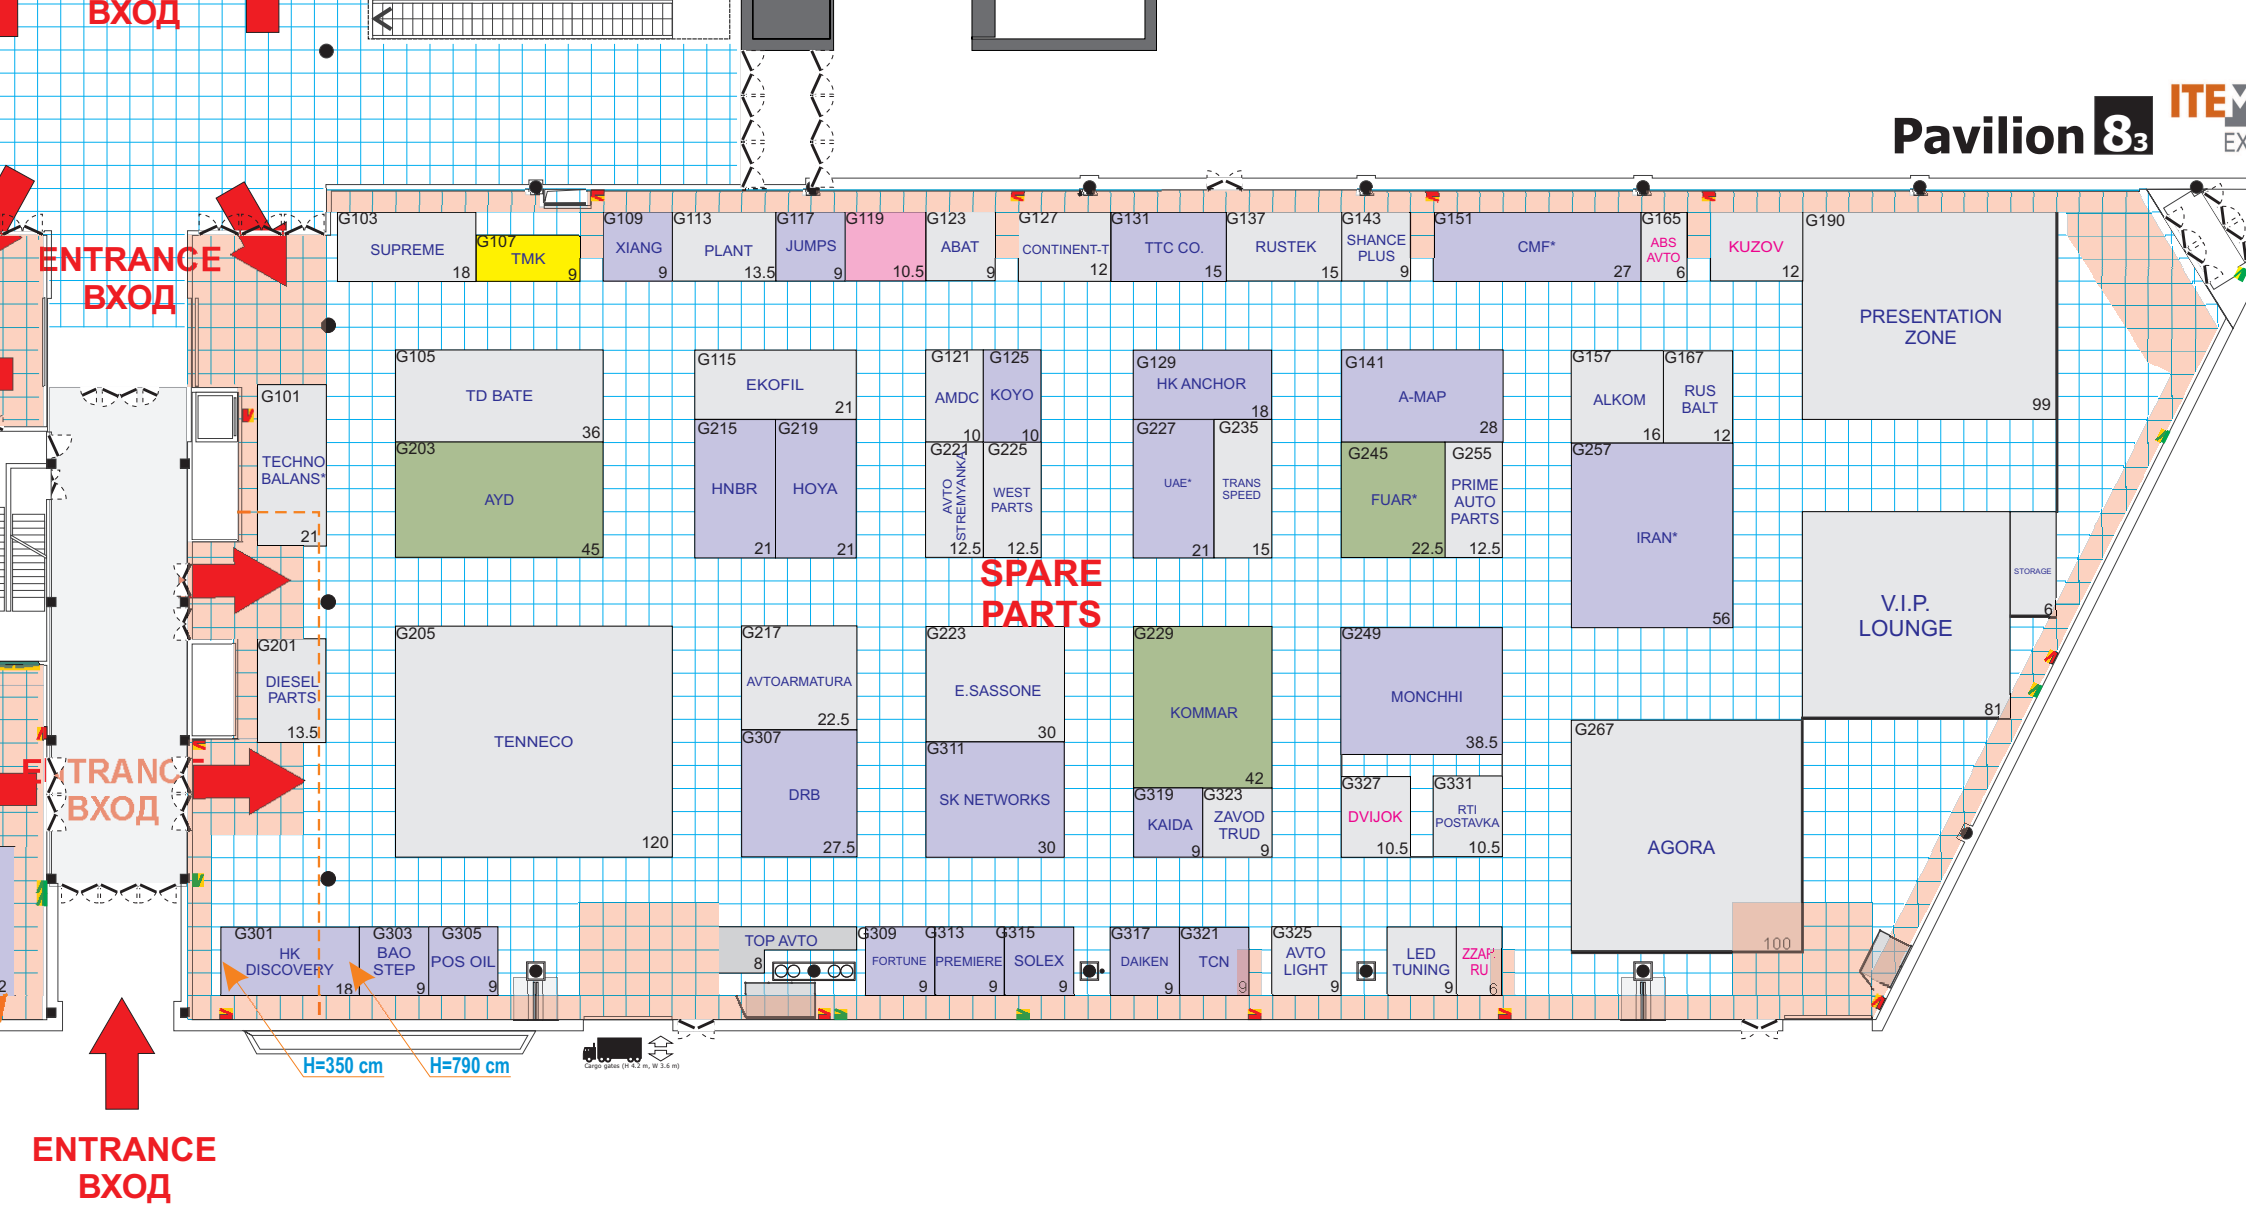 ВХОД
Pavilion 83
ITE
EX
ENTRANCE
ВХОД
G103
SUPREME
18
G107
TMK
9
G109
XIANG
9
G113
PLANT
13.5
G117
JUMPS
9
G119
10.5
G123
ABAT
9
G127
CONTINENT-T
12
G131
TTC CO.
15
G137
RUSTEK
15
G143
SHANCE
PLUS
9
G151
CMF*
27
G165
ABS
AVTO
6
KUZOV
12
G190
PRESENTATION
ZONE
99
G101
TECHNO
BALANS*
21
G105
TD BATE
36
G203
AYD
45
G115
EKOFIL
21
G215
HNBR
21
G219
HOYA
21
G121
AMDC
10
G125
KOYO
10
G221
AVTO
STREMYANKA
12.5
G225
WEST
PARTS
12.5
G129
HK ANCHOR
18
G227
UAE*
21
G235
TRANS
SPEED
15
G141
A-MAP
28
G245
FUAR*
22.5
G255
PRIME
AUTO
PARTS
12.5
G157
ALKOM
16
G167
RUS
BALT
12
G257
IRAN*
56
SPARE
PARTS
V.I.P.
LOUNGE
81
STORAGE
6
G201
DIESEL
PARTS
13.5
G205
TENNECO
120
G217
AVTOARMATURA
22.5
G307
DRB
27.5
G223
E.SASSONE
30
G311
SK NETWORKS
30
G229
KOMMAR
42
G319
KAIDA
9
G323
ZAVOD
TRUD
9
G249
MONCHHI
38.5
G327
DVIJOK
10.5
G331
RTI
POSTAVKA
10.5
G267
AGORA
100
ENTRANCE
ВХОД
2
G301
HK
DISCOVERY
18
G303
BAO
STEP
9
G305
POS OIL
9
TOP AVTO
8
G309
FORTUNE
9
G313
PREMIERE
9
G315
SOLEX
9
G317
DAIKEN
9
G321
TCN
9
G325
AVTO
LIGHT
9
LED
TUNING
9
ZZAP
RU
6
H=350 cm
H=790 cm
Cargo gates (H 4.2 m, W 3.6 m)
ENTRANCE
ВХОД